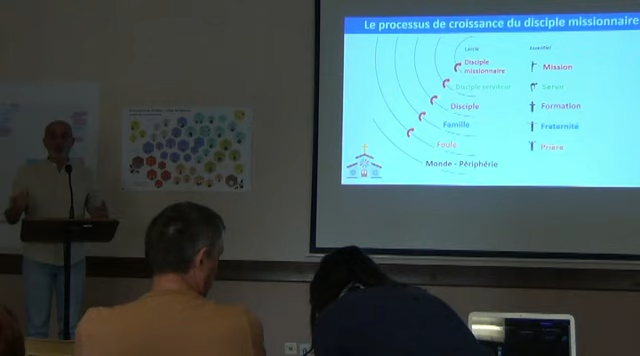 Le processus de croissance du disciple missionnaire
Essentiel
Disciple
missionnaire
Mission
Disciple serviteur
Servir
Disciple
Formation
Famille
Fraternité
Foule
Prière
Monde - Périphérie